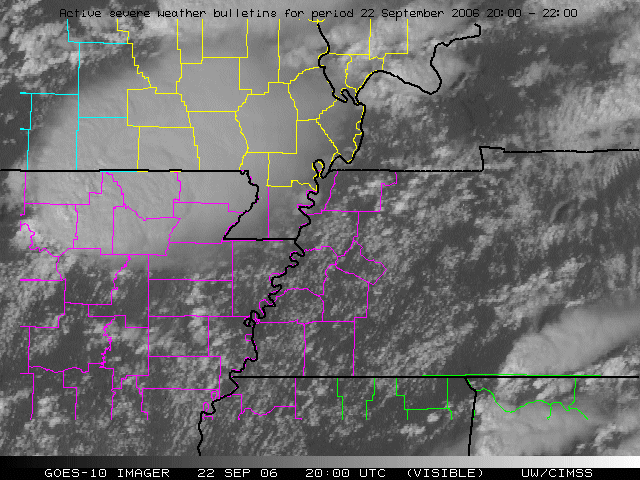 Active severe weather bulletins for period 22 September 2006 20:00 - 22:00
GOES-10 IMAGER 22 SEP 06 20:00 UTC (VISIBLE) UW/CIMSS